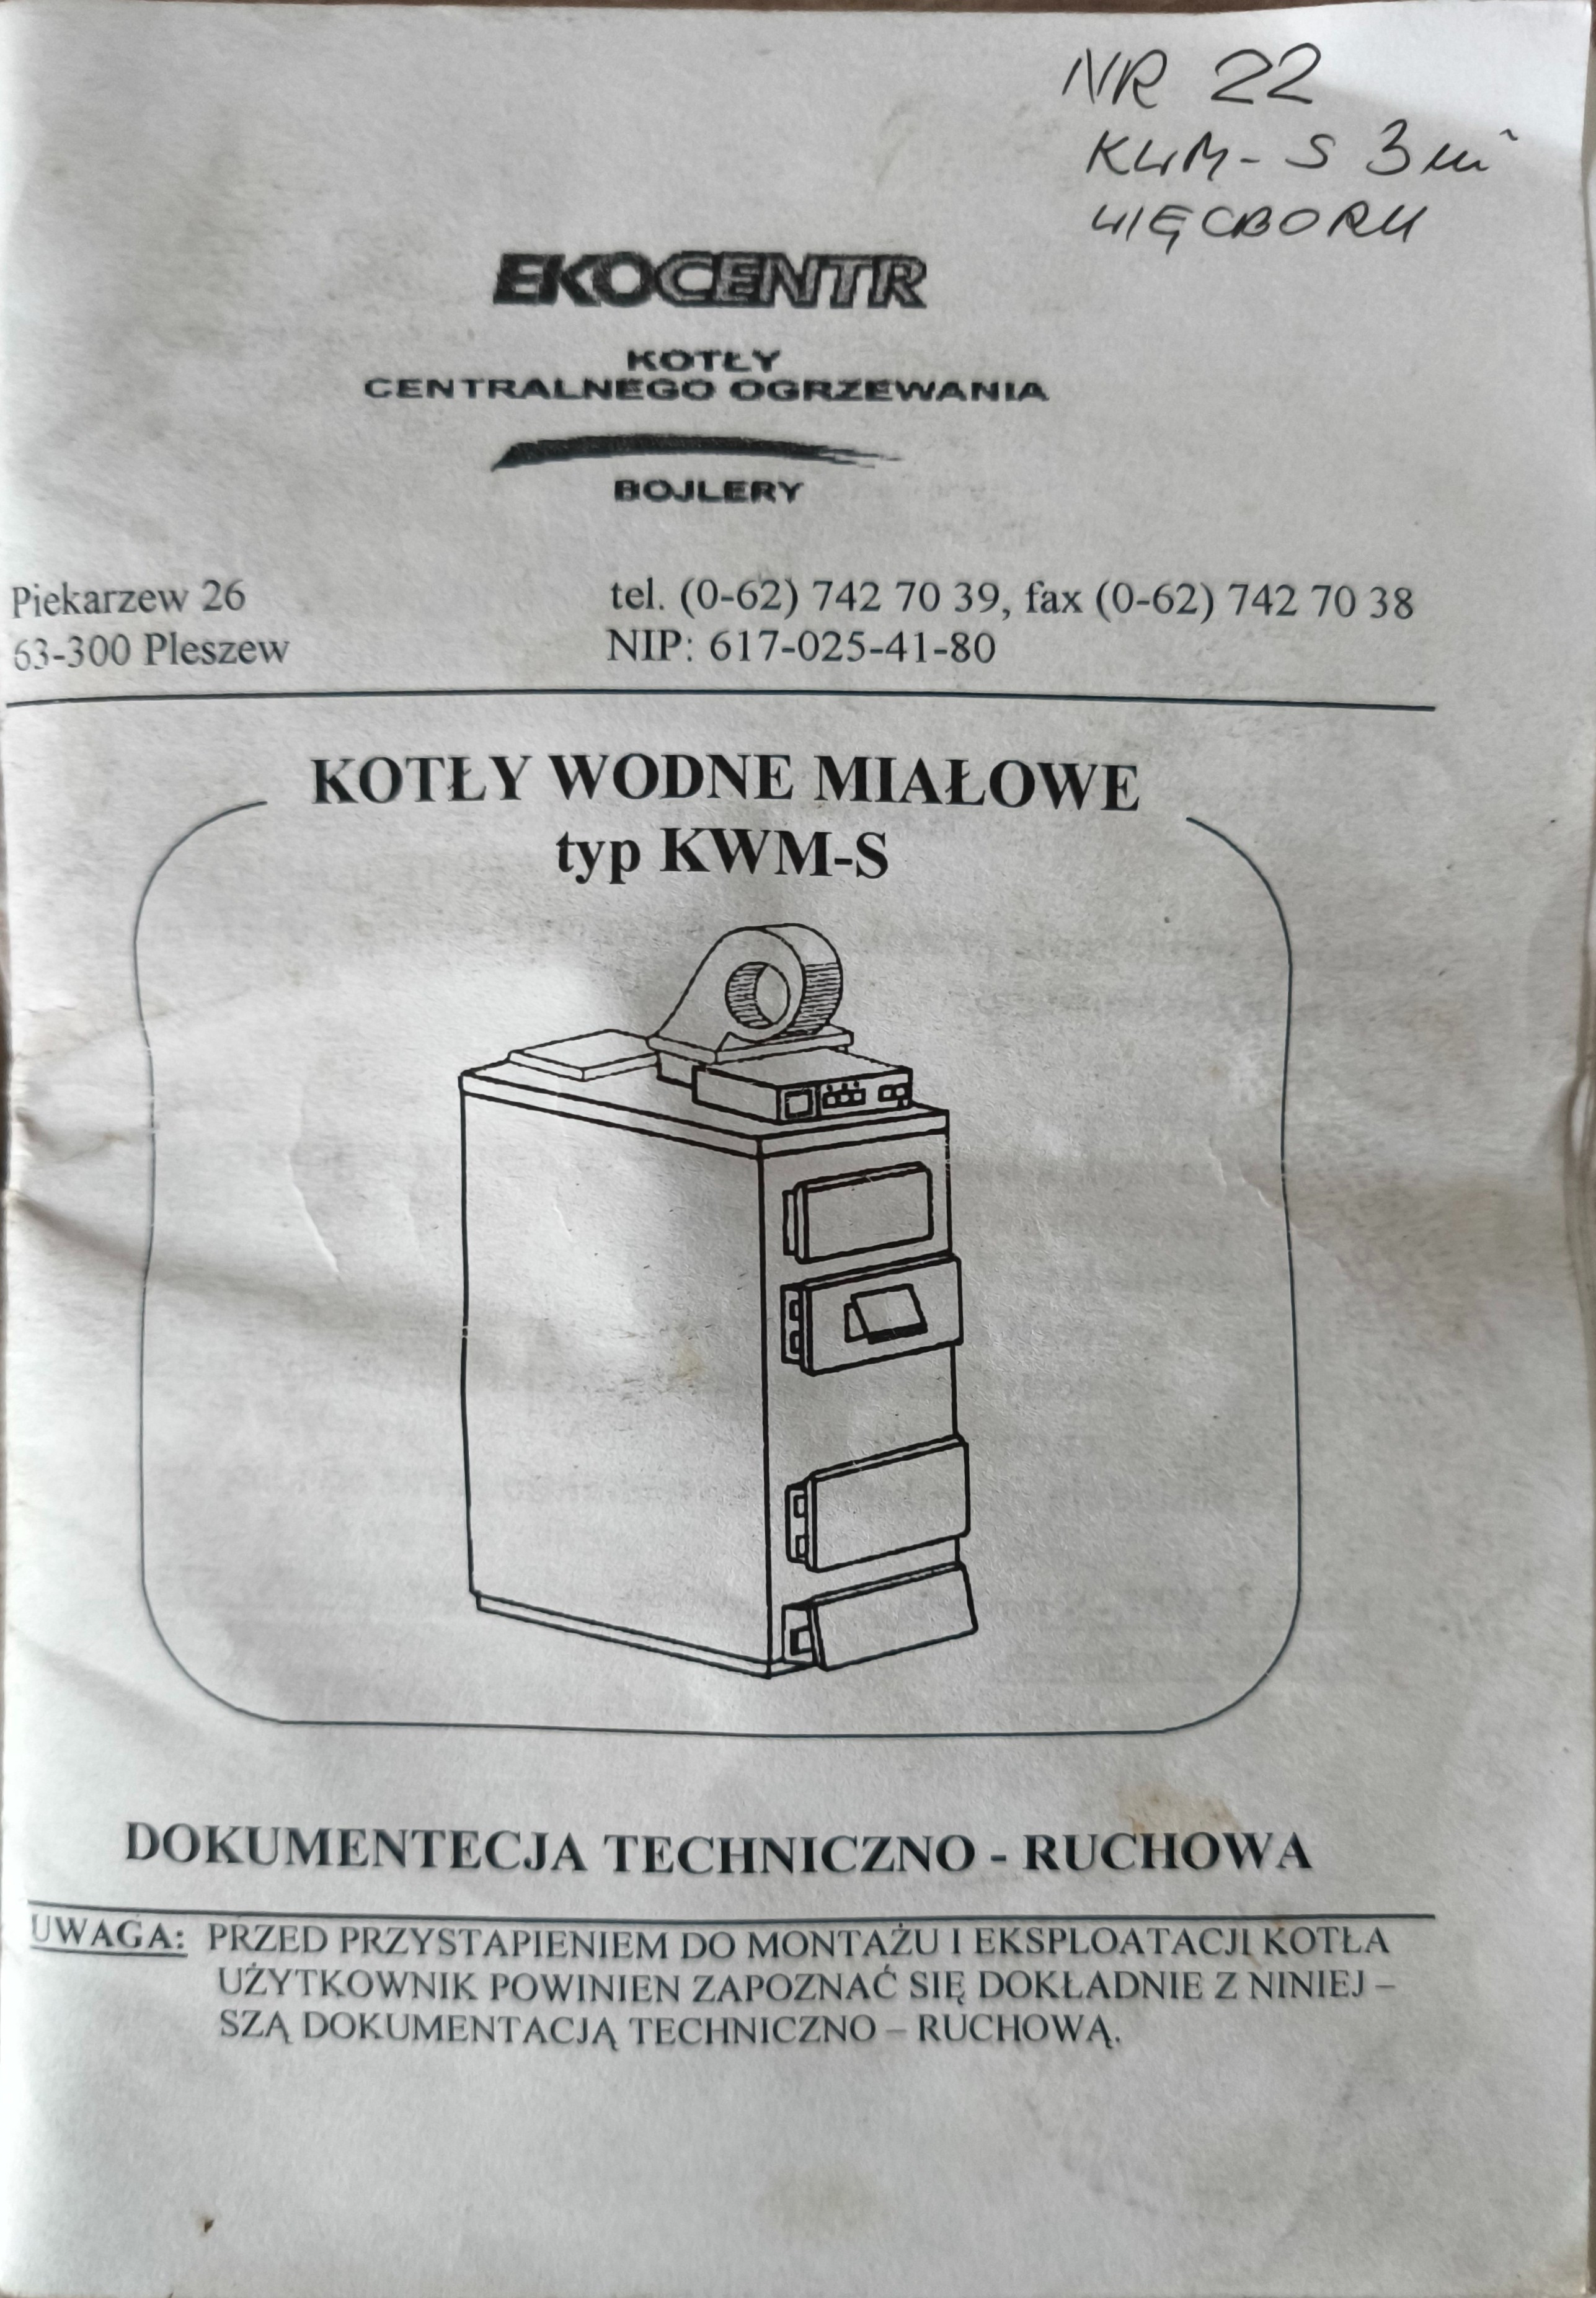 NR 22
KWM-S 3 m²
WIĘCBORK
EKOCENTR
KOTŁY
CENTRALNEGO OGRZEWANIA
BOJLERY
Piekarzew 26 tel. (0-62) 742 70 39, fax (0-62) 742 70 38
63-300 Pleszew NIP: 617-025-41-80
KOTŁY WODNE MIAŁOWE
typ KWM-S
DOKUMENTECJA TECHNICZNO - RUCHOWA
UWAGA: PRZED PRZYSTAPIENIEM DO MONTAŻU I EKSPLOATACJI KOTŁA
UŻYTKOWNIK POWINIEN ZAPOZNAĆ SIĘ DOKŁADNIE Z NINIEJ –
SZĄ DOKUMENTACJĄ TECHNICZNO – RUCHOWĄ.